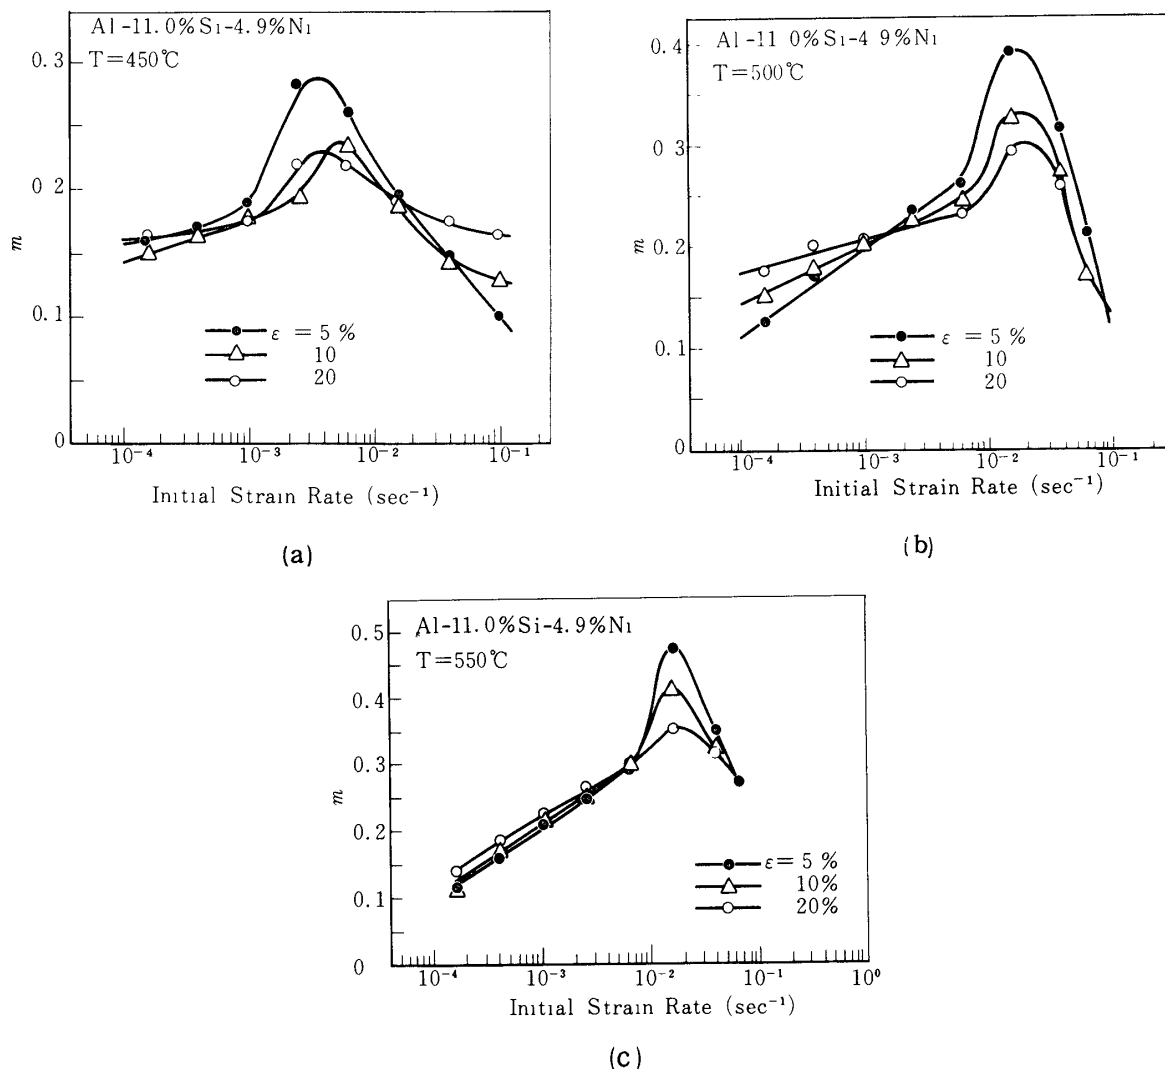 Al-11.0%Si-4.9%Ni
T=450℃
0.3
0.2
0.1
0
m
ε = 5 %
10
20
10⁻⁴ 10⁻³ 10⁻² 10⁻¹
Initial Strain Rate (sec⁻¹)
(a)
Al-11 0%Si-4 9%Ni
T=500℃
0.4
0.3
0.2
0.1
0
m
ε = 5 %
10
20
10⁻⁴ 10⁻³ 10⁻² 10⁻¹
Initial Strain Rate (sec⁻¹)
(b)
Al-11.0%Si-4.9%Ni
T=550℃
0.5
0.4
0.3
0.2
0.1
0
m
ε= 5 %
10%
20%
10⁻⁴ 10⁻³ 10⁻² 10⁻¹ 10⁰
Initial Strain Rate (sec⁻¹)
(c)